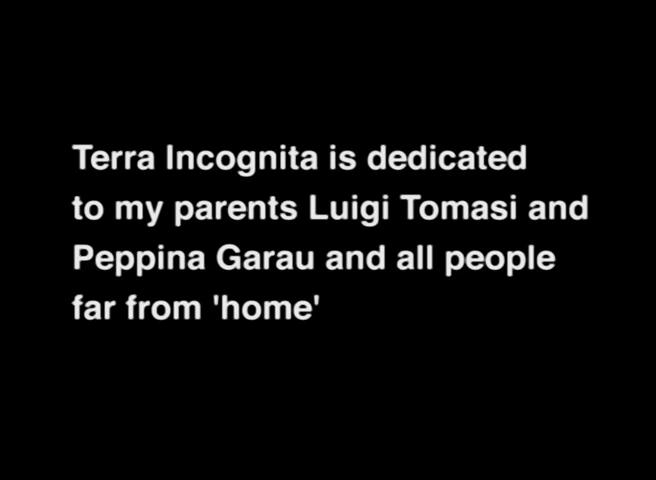 Terra Incognita is dedicated
to my parents Luigi Tomasi and
Peppina Garau and all people
far from 'home'